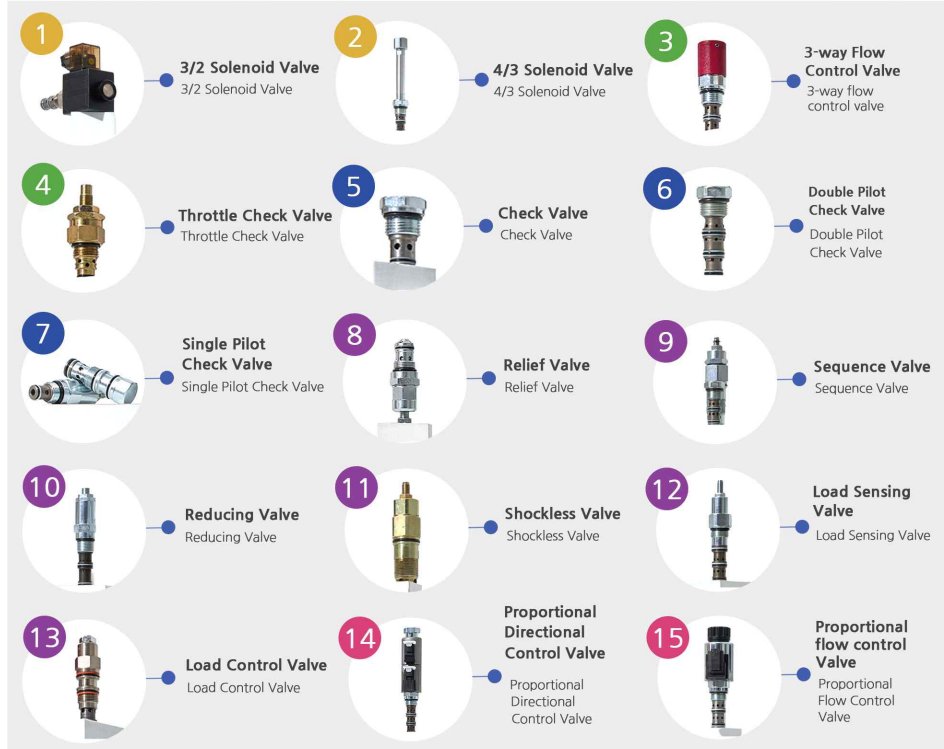 1
3/2 Solenoid Valve
3/2 Solenoid Valve
2
4/3 Solenoid Valve
4/3 Solenoid Valve
3
3-way Flow
Control Valve
3-way flow
control valve
4
Throttle Check Valve
Throttle Check Valve
5
Check Valve
Check Valve
6
Double Pilot
Check Valve
Double Pilot
Check Valve
7
Single Pilot
Check Valve
Single Pilot Check Valve
8
Relief Valve
Relief Valve
9
Sequence Valve
Sequence Valve
10
Reducing Valve
Reducing Valve
11
Shockless Valve
Shockless Valve
12
Load Sensing
Valve
Load Sensing Valve
13
Load Control Valve
Load Control Valve
14
Proportional
Directional
Control Valve
Proportional
Directional
Control Valve
15
Proportional
flow control
Valve
Proportional
Flow Control
Valve